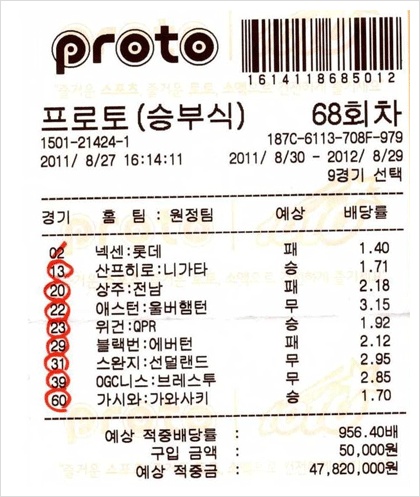 proto
16141186850​12
프로토(승부식) 68회차
1501-21424-1 187C-6113-708F-979
2011/ 8/27 16:14:11 2011/ 8/30 - 2012/ 8/29
9경기 선택
경기 홈 팀 : 원정팀 예상 배당률
02 넥센:롯데 패 1.40
13 산프히로:니가타 승 1.71
20 상주:전남 패 2.18
22 애스턴:울버햄턴 무 3.15
23 위건:QPR 승 1.92
29 블랙번:에버턴 패 2.12
31 스완지:선덜랜드 무 2.95
39 OGC니스:브레스투 무 2.85
60 가시와:가와사키 승 1.70
예상 적중배당률 : 956.40배
구입 금액 : 50,000원
예상 적중금 : 47,820,000원